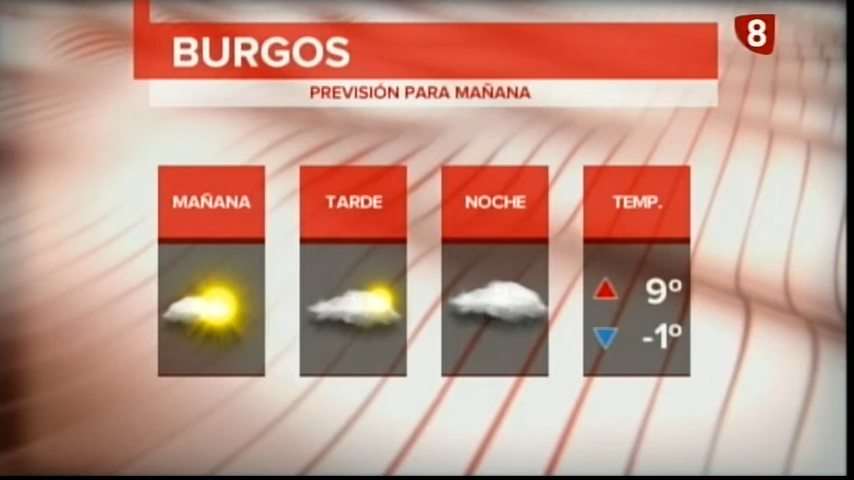 BURGOS
8
PREVISIÓN PARA MAÑANA
MAÑANA
TARDE
NOCHE
TEMP.
9º
-1º